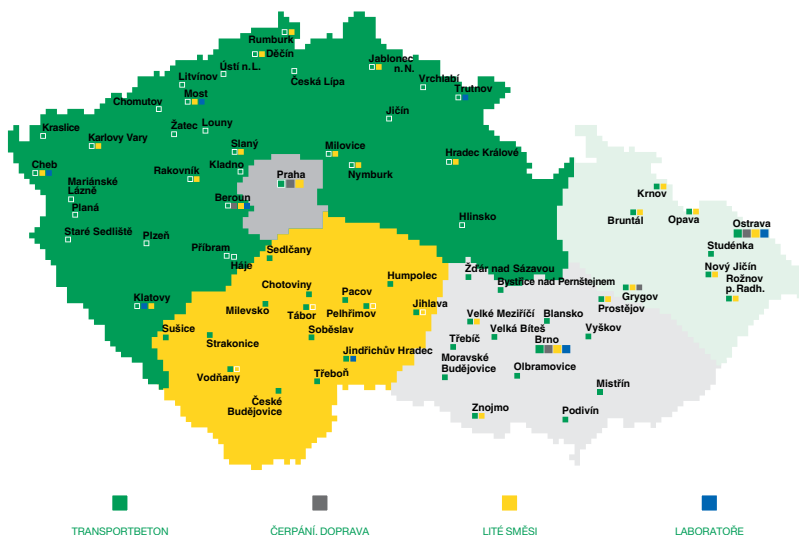 Rumburk
Děčín
Ústí n.L.
Jablonec
n.N.
Litvínov
Česká Lípa
Vrchlabí
Most
Trutnov
Chomutov
Jičín
Kraslice
Žatec
Louny
Karlovy Vary
Slaný
Milovice
Hradec Králové
Cheb
Kladno
Rakovník
Praha
Nymburk
Mariánské
Lázně
Krnov
Beroun
Planá
Bruntál
Opava
Ostrava
Hlinsko
Staré Sedliště
Plzeň
Studénka
Příbram
Sedlčany
Háje
Žďár nad Sázavou
Nový Jičín
Humpolec
Bystřice nad Pernštejnem
Rožnov
p. Radh.
Chotoviny
Pacov
Grygov
Klatovy
Prostějov
Milevsko
Tábor
Pelhřimov
Jihlava
Velké Meziříčí
Blansko
Sušice
Soběslav
Velká Bíteš
Vyškov
Strakonice
Třebíč
Brno
Jindřichův Hradec
Moravské
Budějovice
Vodňany
Třeboň
Olbramovice
Mistřín
České
Budějovice
Znojmo
Podivín
TRANSPORTBETON
ČERPÁNÍ, DOPRAVA
LITÉ SMĚSI
LABORATOŘE